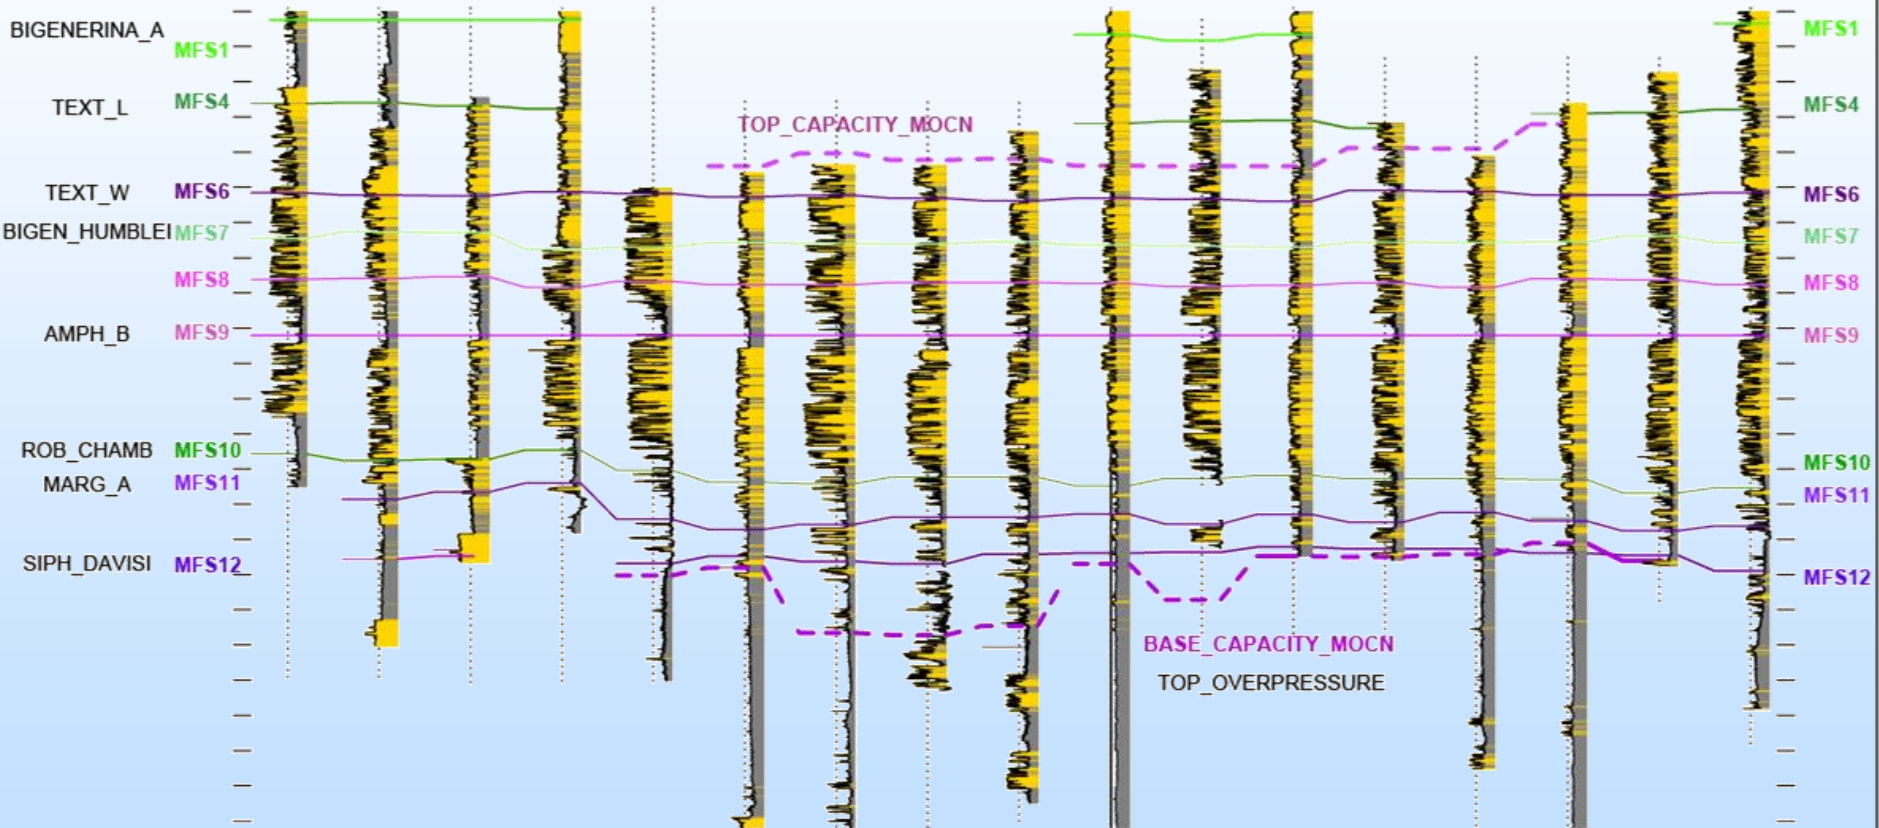 BIGENERINA_A
MFS1
MFS1
TEXT_L
MFS4
MFS4
TOP_CAPACITY_MOCN
TEXT_W
MFS6
MFS6
BIGEN_HUMBLEI
MFS7
MFS7
MFS8
MFS8
AMPH_B
MFS9
MFS9
ROB_CHAMB
MFS10
MFS10
MARG_A
MFS11
MFS11
SIPH_DAVISI
MFS12
MFS12
BASE_CAPACITY_MOCN
TOP_OVERPRESSURE